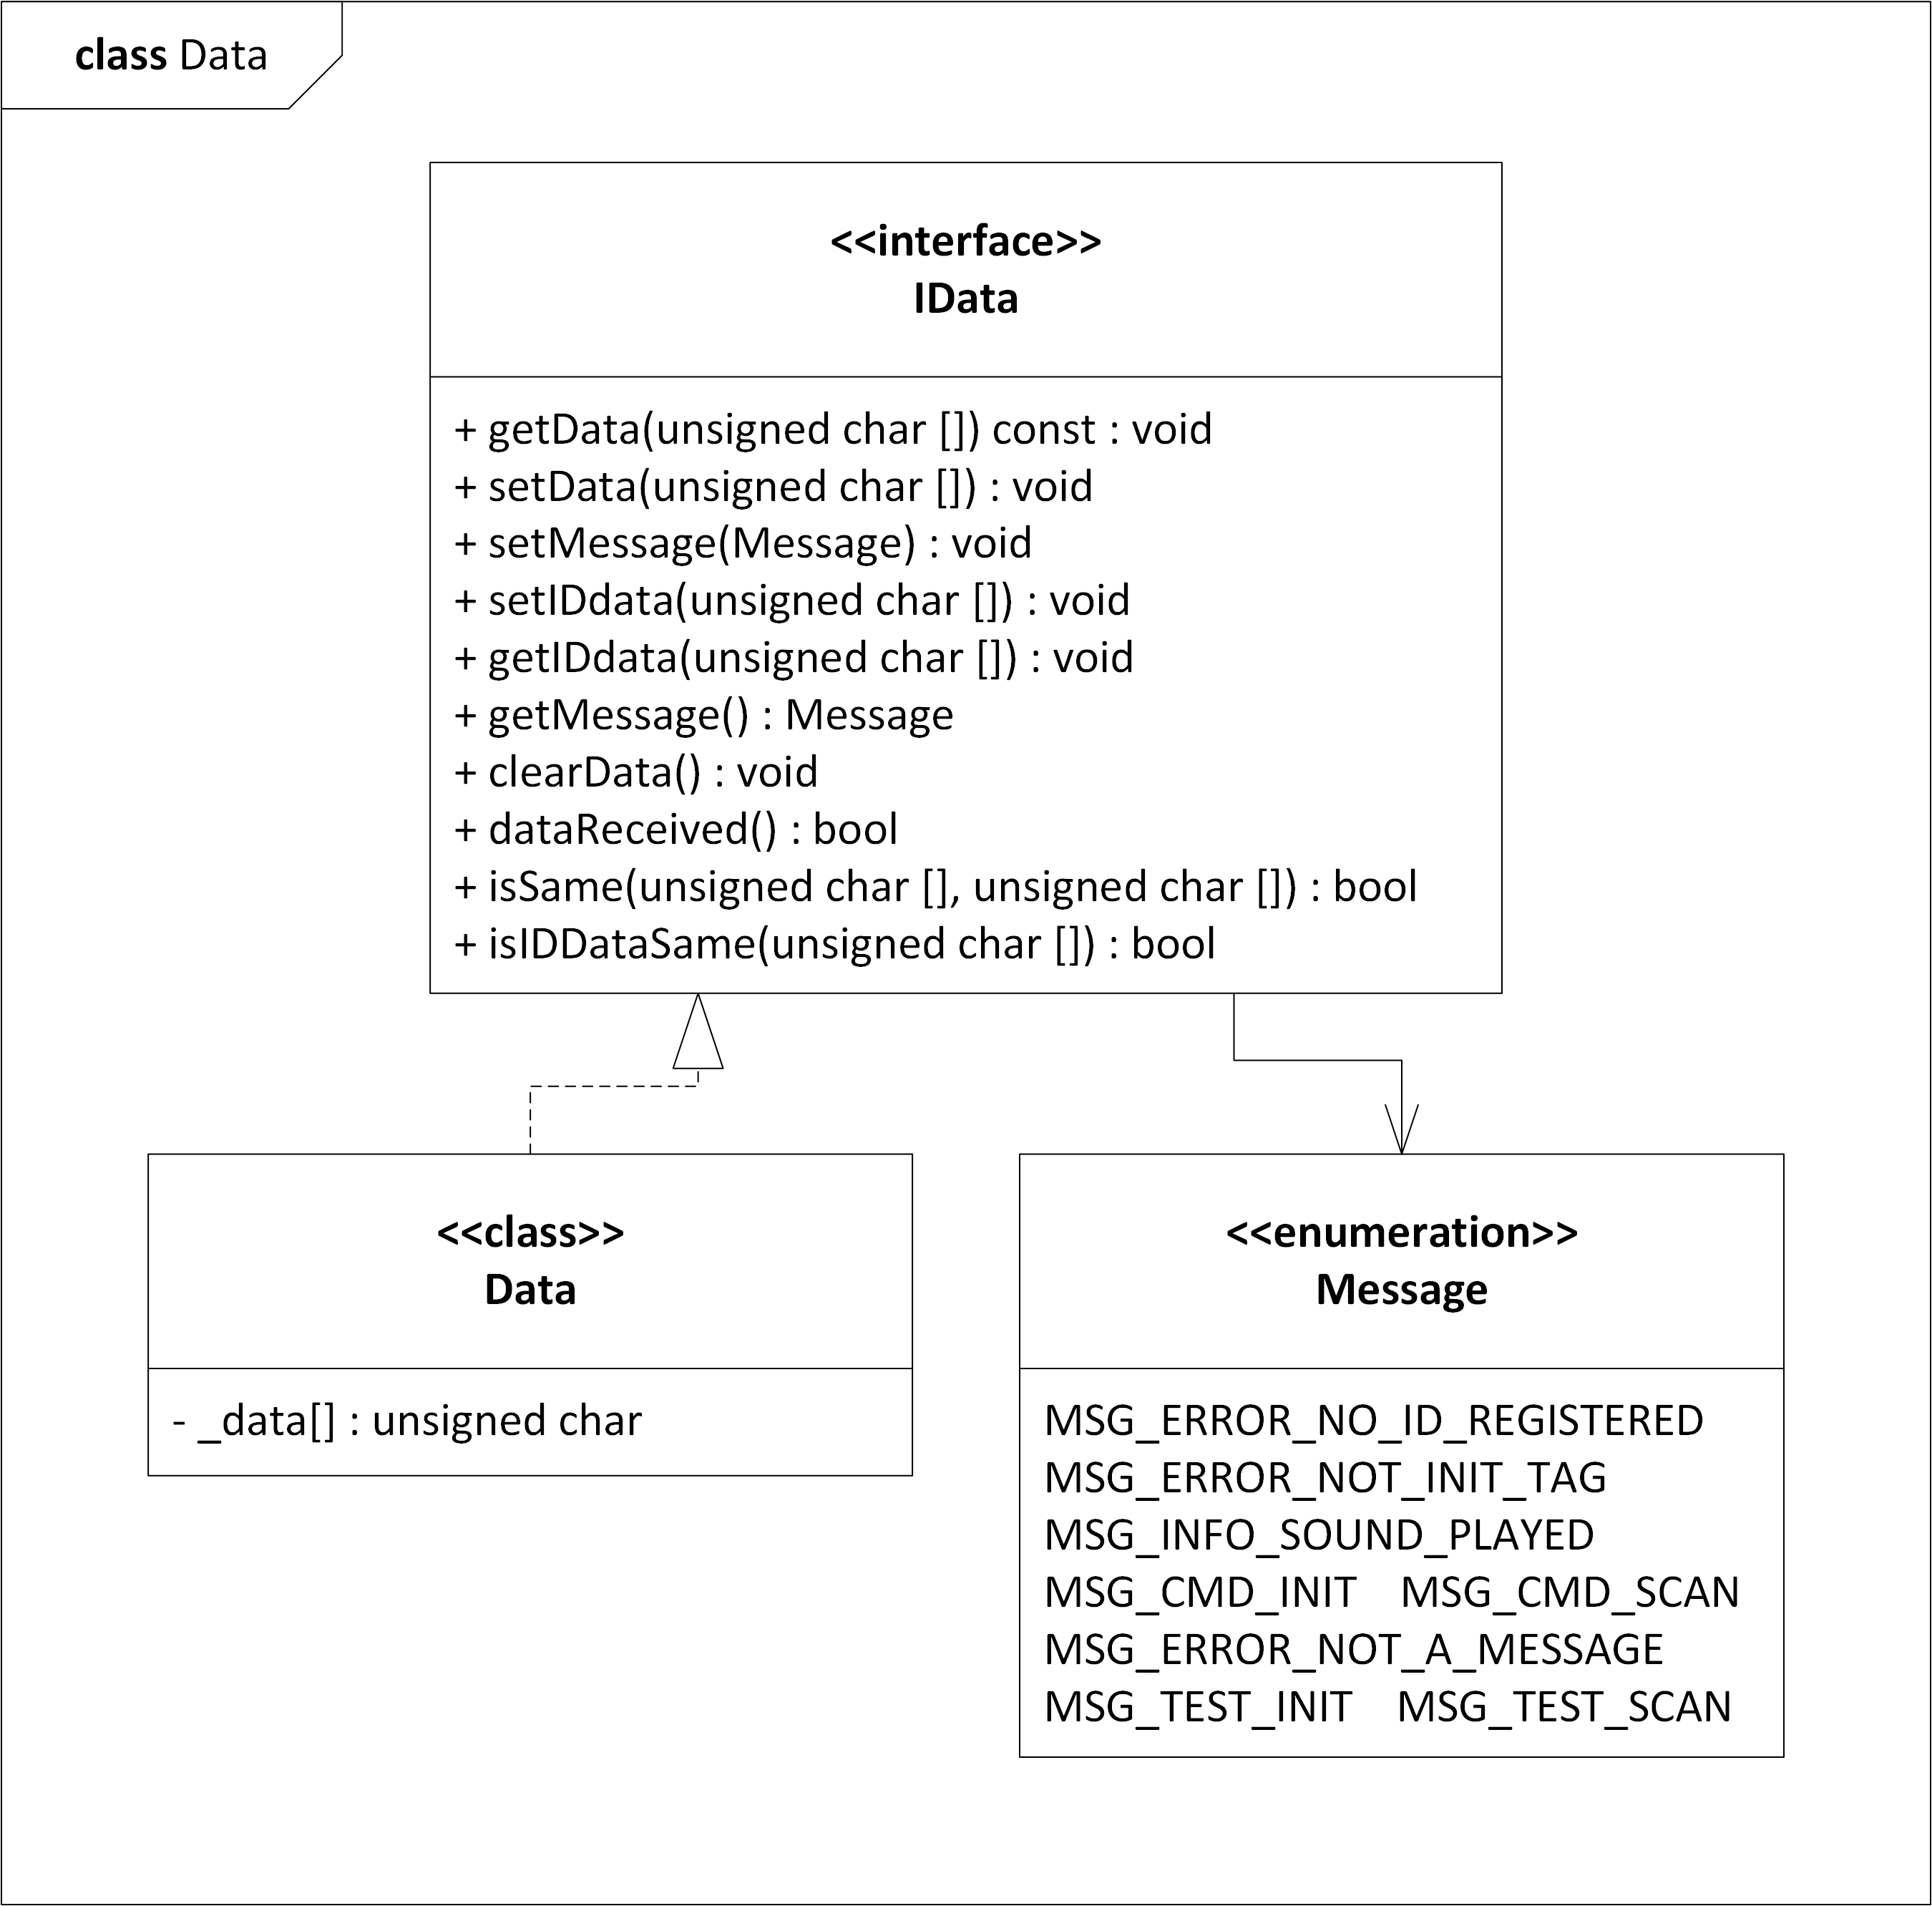 class Data
<<interface>>
IData
+ getData(unsigned char []) const : void
+ setData(unsigned char []) : void
+ setMessage(Message) : void
+ setIDdata(unsigned char []) : void
+ getIDdata(unsigned char []) : void
+ getMessage() : Message
+ clearData() : void
+ dataReceived() : bool
+ isSame(unsigned char [], unsigned char []) : bool
+ isIDDataSame(unsigned char []) : bool
<<class>>
Data
- _data[] : unsigned char
<<enumeration>>
Message
MSG_ERROR_NO_ID_REGISTERED
MSG_ERROR_NOT_INIT_TAG
MSG_INFO_SOUND_PLAYED
MSG_CMD_INIT MSG_CMD_SCAN
MSG_ERROR_NOT_A_MESSAGE
MSG_TEST_INIT MSG_TEST_SCAN